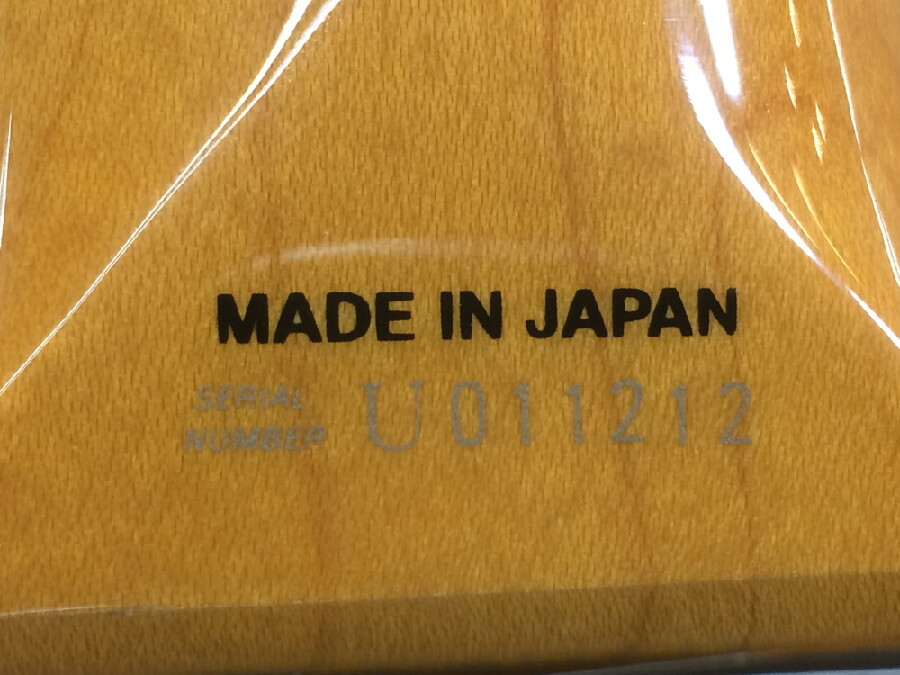 MADE IN JAPAN
SERIAL
NUMBER U011212